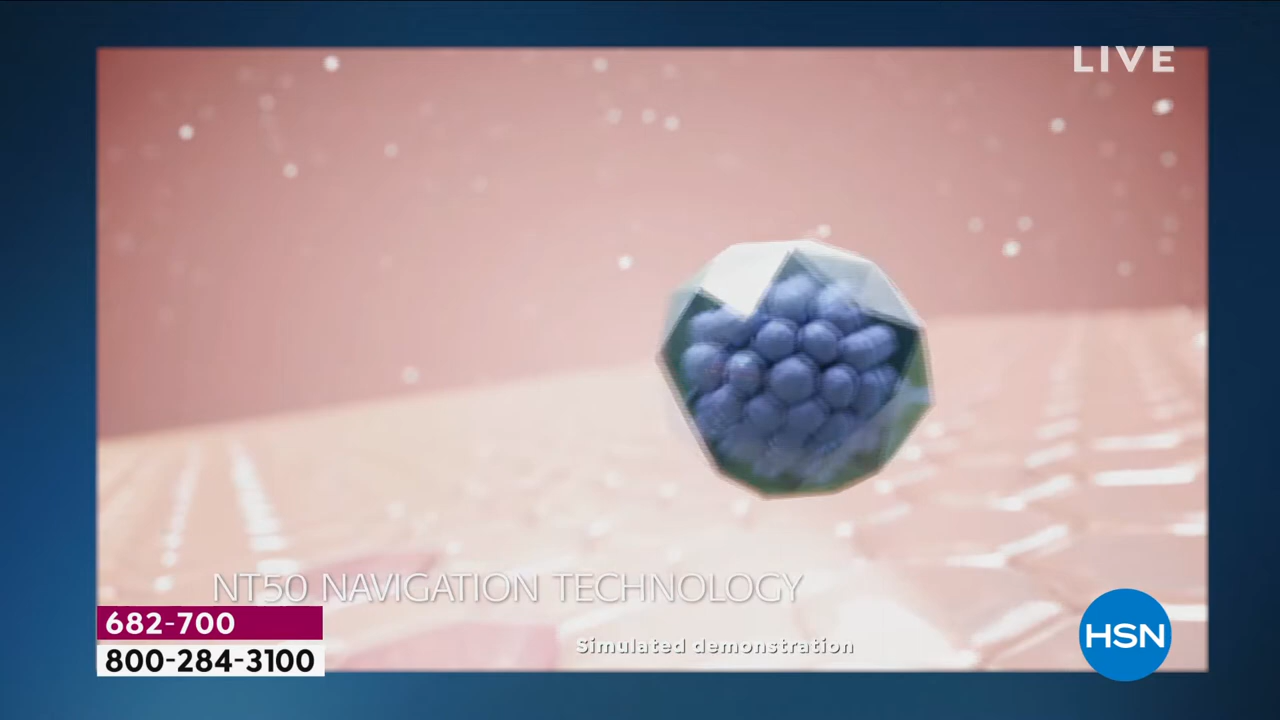 LIVE
NT50 NAVIGATION TECHNOLOGY
682-700
Simulated demonstration
800-284-3100
HSN